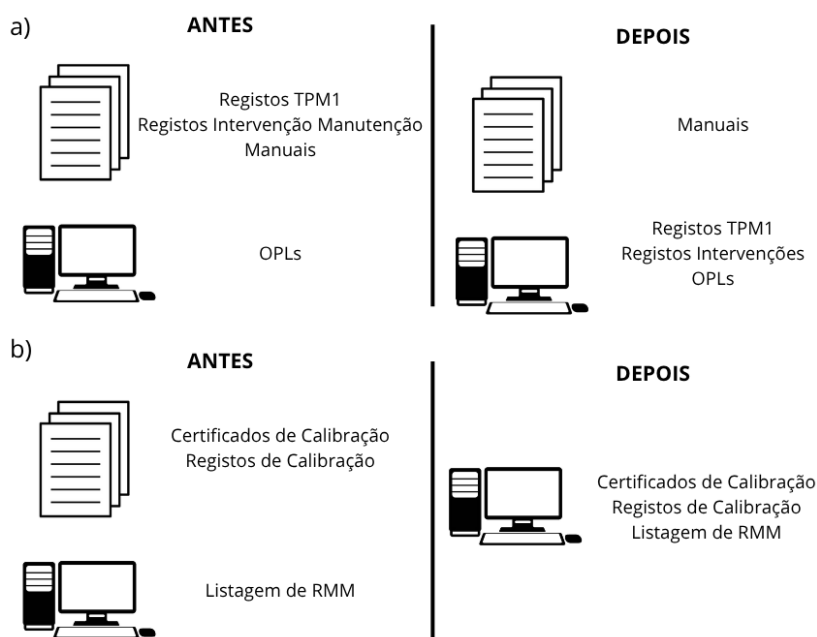 a)
ANTES
Registos TPM1
Registos Intervenção Manutenção
Manuais
OPLs
DEPOIS
Manuais
Registos TPM1
Registos Intervenções
OPLs
b)
ANTES
Certificados de Calibração
Registos de Calibração
Listagem de RMM
DEPOIS
Certificados de Calibração
Registos de Calibração
Listagem de RMM